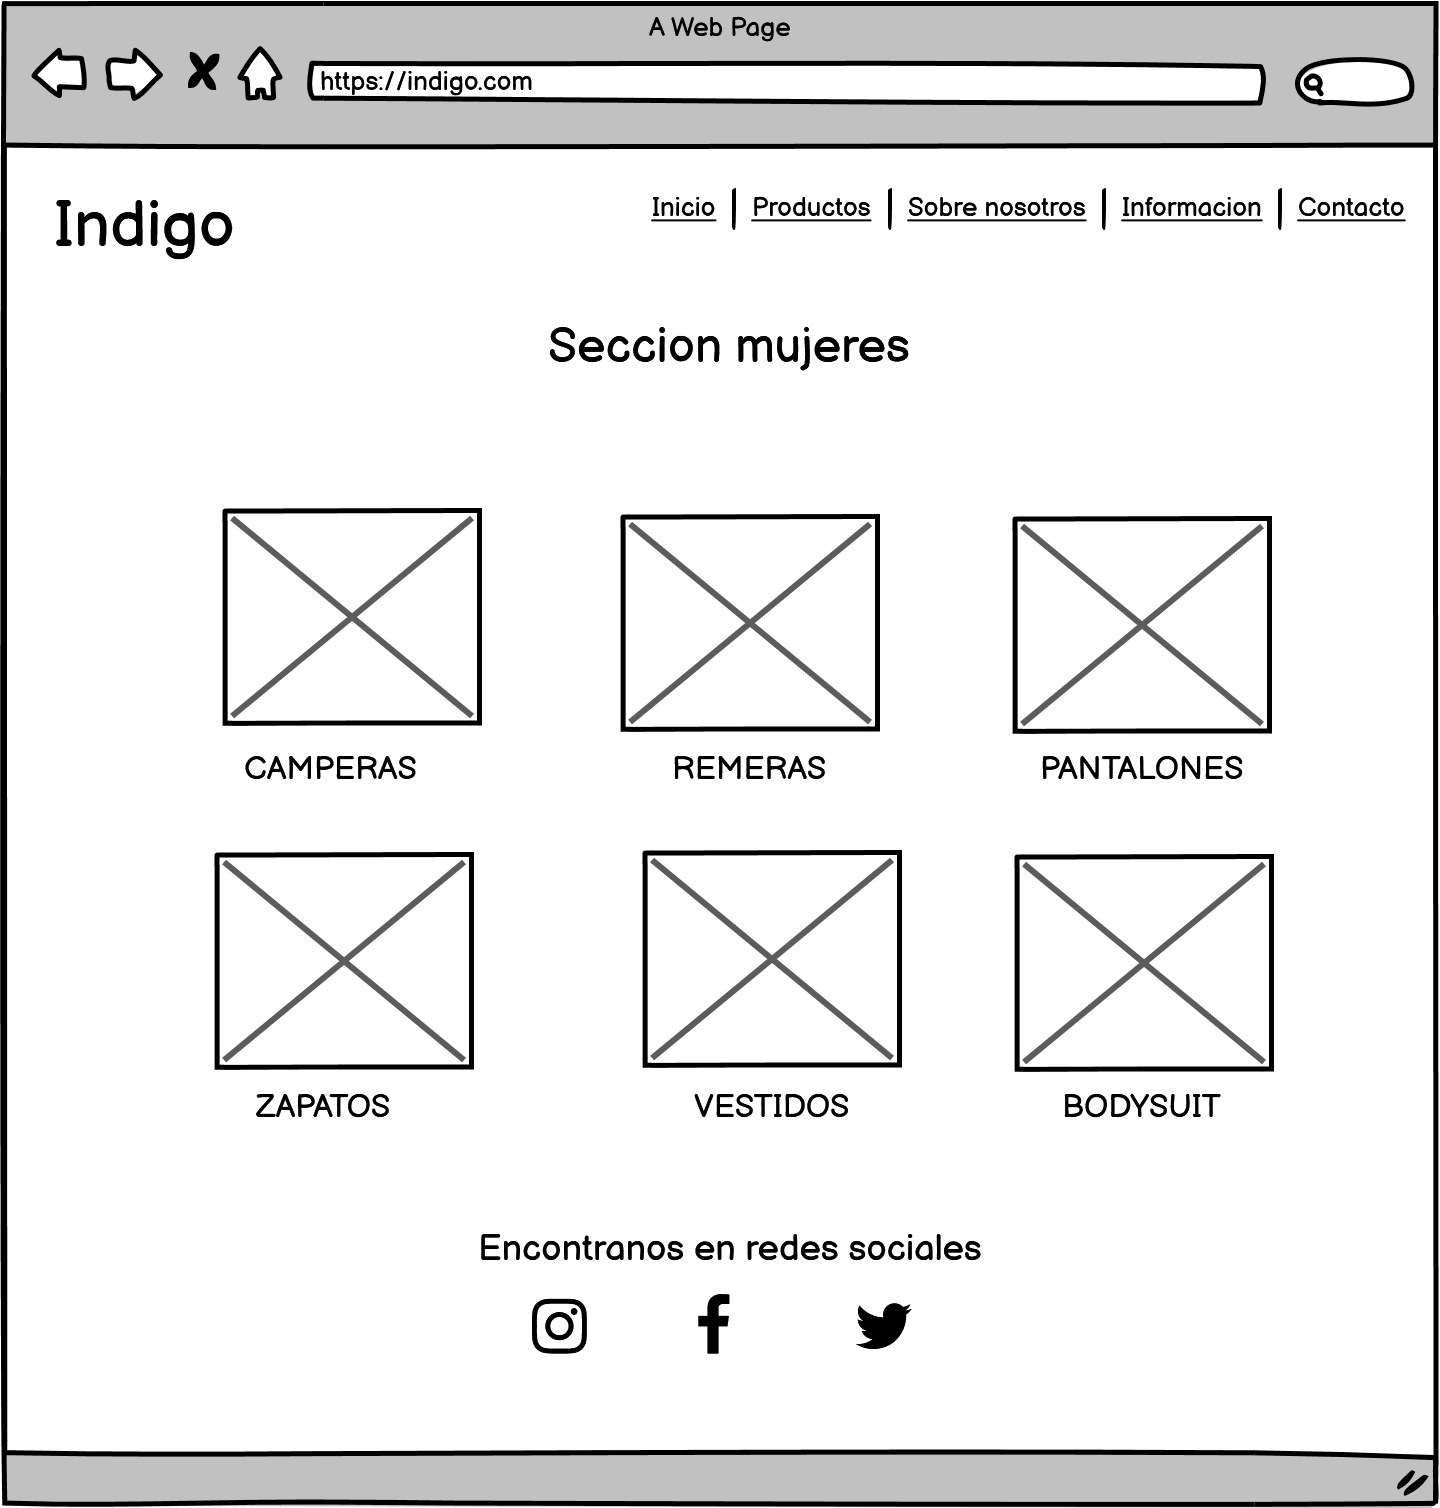 A Web Page
https://indigo.com
Indigo
Inicio | Productos | Sobre nosotros | Informacion | Contacto
Seccion mujeres
CAMPERAS REMERAS PANTALONES
ZAPATOS VESTIDOS BODYSUIT
Encontranos en redes sociales